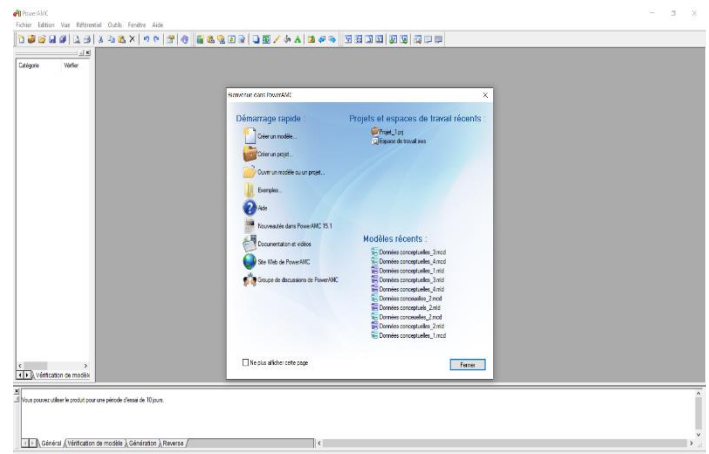 PowerAMC
Fichier Edition Vue Référentiel Outils Fenêtre Aide
Catégorie Vérifier
Bienvenue dans PowerAMC
Démarrage rapide :
Créer un modèle...
Créer un projet...
Ouvrir un modèle ou un projet...
Exemples...
Aide
Nouveautés dans PowerAMC 15.1
Documentation et vidéos
Site Web de PowerAMC
Groupe de discussions de PowerAMC
Projets et espaces de travail récents
Projet_1.prj
Espace de travail.sws
Modèles récents :
Données conceptuelles_3.mcd
Données conceptuelles_4.mcd
Données conceptuelles_1.mld
Données conceptuelles_3.mld
Données conceptuelles_4.mld
Données conceuelles_2.mcd
Données conceptuels_2.mld
Données conceuelles_2.mcd
Données conceptuelles_2.mld
Données conceptuelles_1.mcd
Ne plus afficher cette page
Fermer
Vérification de modèle
Vous pouvez utiliser le produit pour une période d'essai de 10 jours.
Général Vérification de modèle Génération Reverse